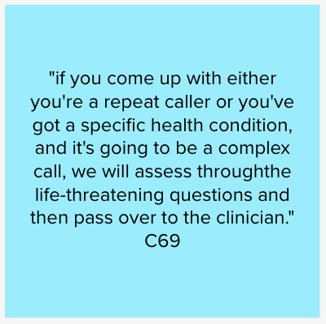 "if you come up with either
you're a repeat caller or you've
got a specific health condition,
and it's going to be a complex
call, we will assess throughthe
life-threatening questions and
then pass over to the clinician."
C69